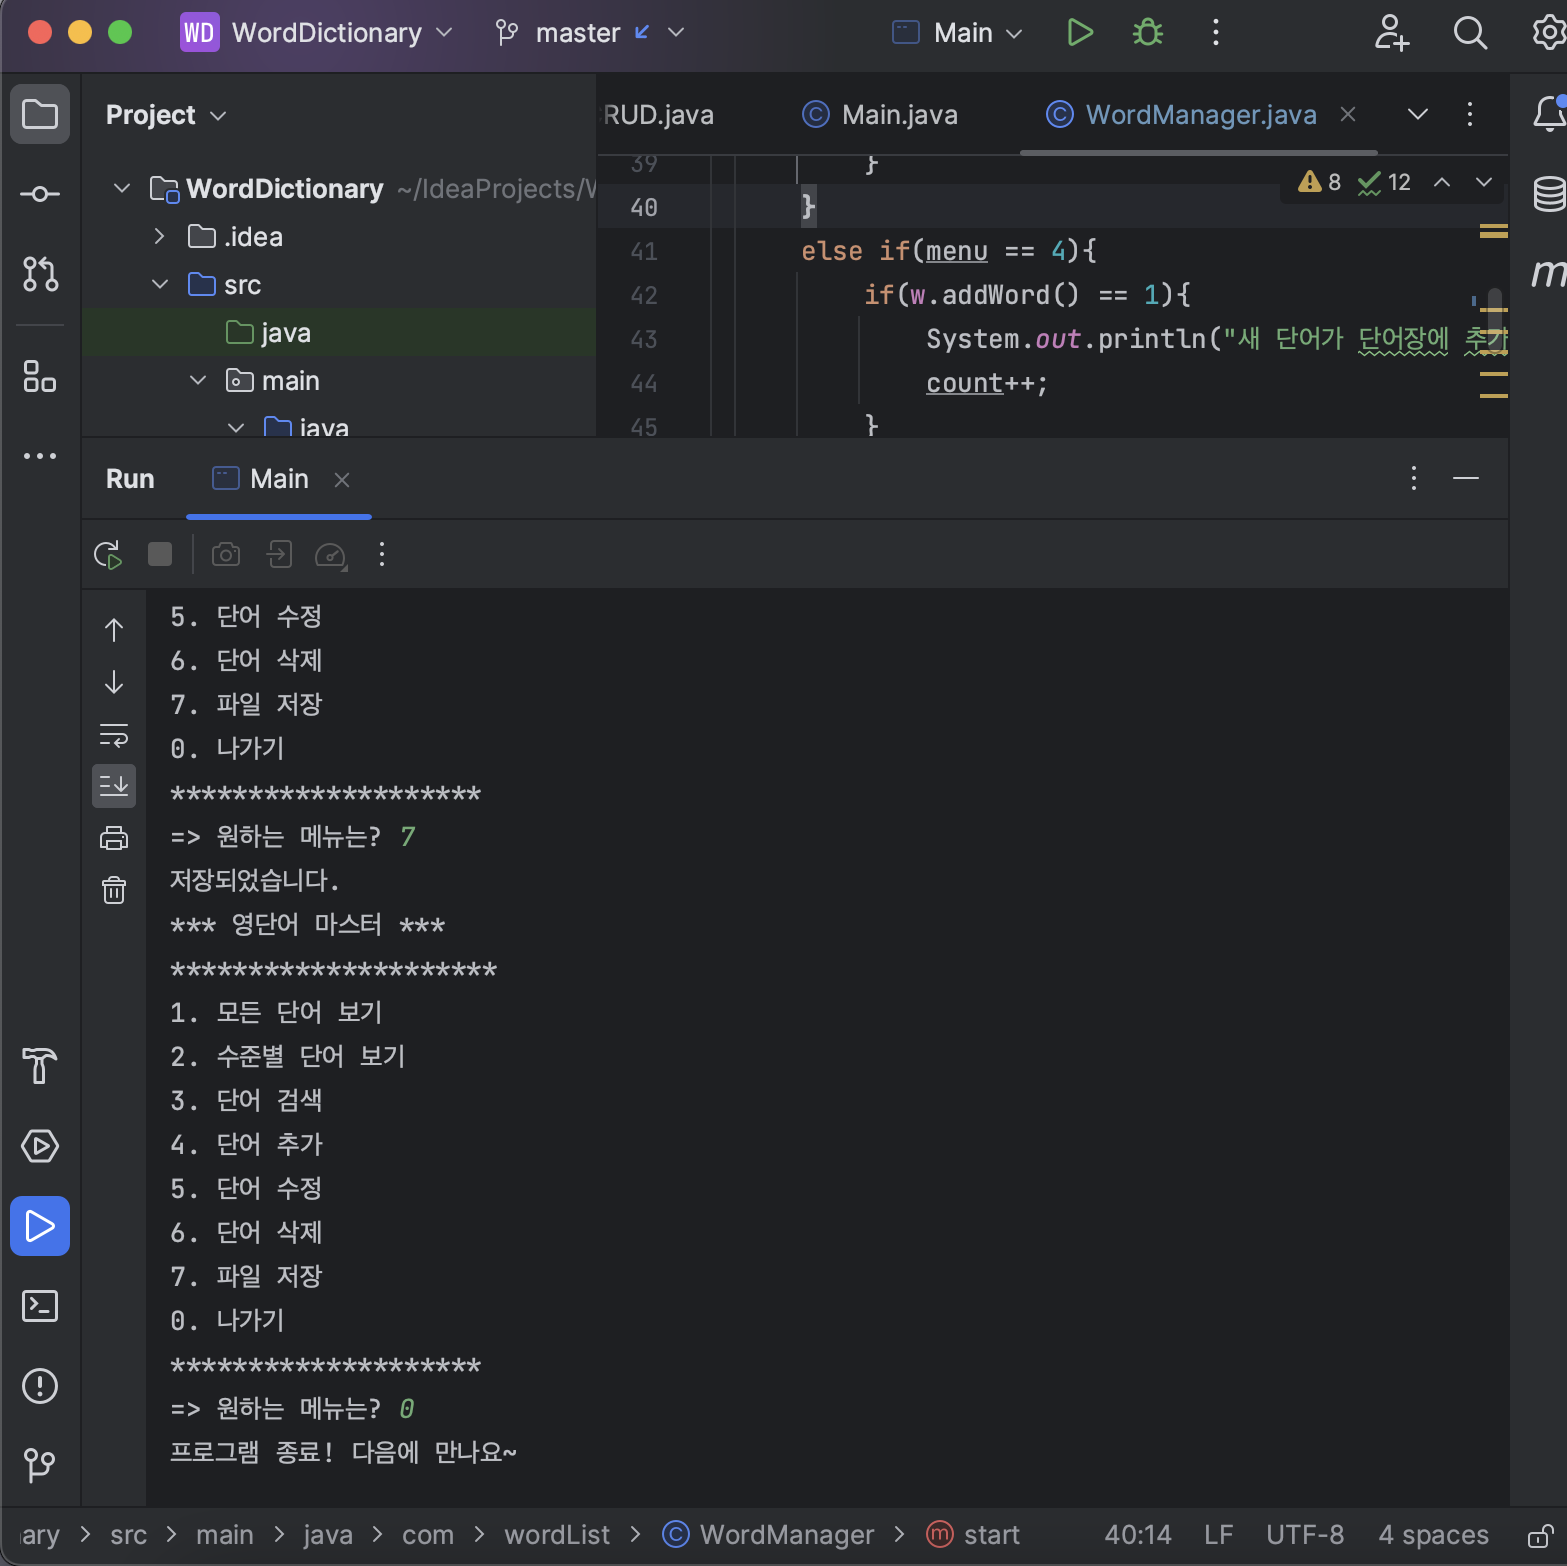 WD WordDictionary master Main
Project
RUD.java Main.java WordManager.java
WordDictionary ~/IdeaProjects/
.idea
src
java
main
java
8 12
39 }
40 }
41 else if(menu == 4){
42 if(w.addWord() == 1){
43 System.out.println("새 단어가 단어장에 추가
44 count++;
45 }
Run Main
5. 단어 수정
6. 단어 삭제
7. 파일 저장
0. 나가기
********************
=> 원하는 메뉴는? 7
저장되었습니다.
*** 영단어 마스터 ***
*********************
1. 모든 단어 보기
2. 수준별 단어 보기
3. 단어 검색
4. 단어 추가
5. 단어 수정
6. 단어 삭제
7. 파일 저장
0. 나가기
********************
=> 원하는 메뉴는? 0
프로그램 종료! 다음에 만나요~
ary > src > main > java > com > wordList > C WordManager > m start 40:14 LF UTF-8 4 spaces